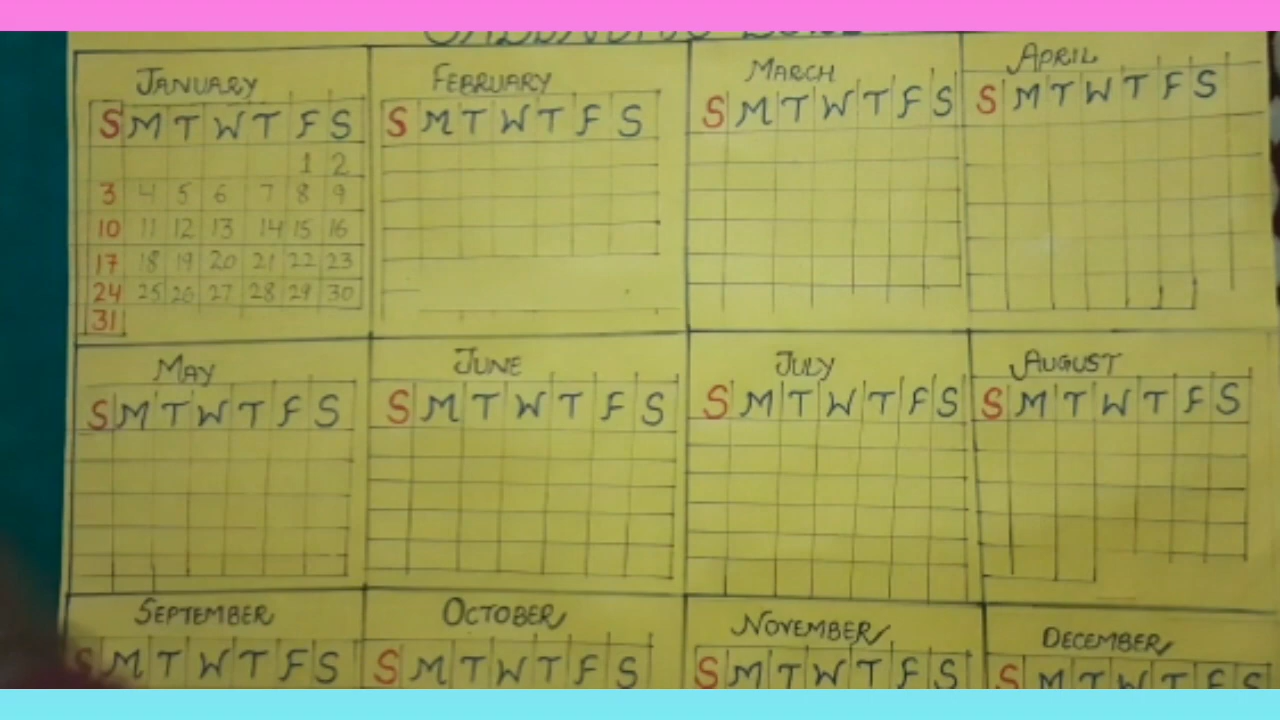 JANUARY
S M T W T F S
1 2
3 4 5 6 7 8 9
10 11 12 13 14 15 16
17 18 19 20 21 22 23
24 25 26 27 28 29 30
31
FEBRUARY
S M T W T F S
MARCH
S M T W T F S
APRIL
S M T W T F S
MAY
S M T W T F S
JUNE
S M T W T F S
JULY
S M T W T F S
AUGUST
S M T W T F S
SEPTEMBER
S M T W T F S
OCTOBER
S M T W T F S
NOVEMBER
S M T W T F S
DECEMBER
S M T W T F S